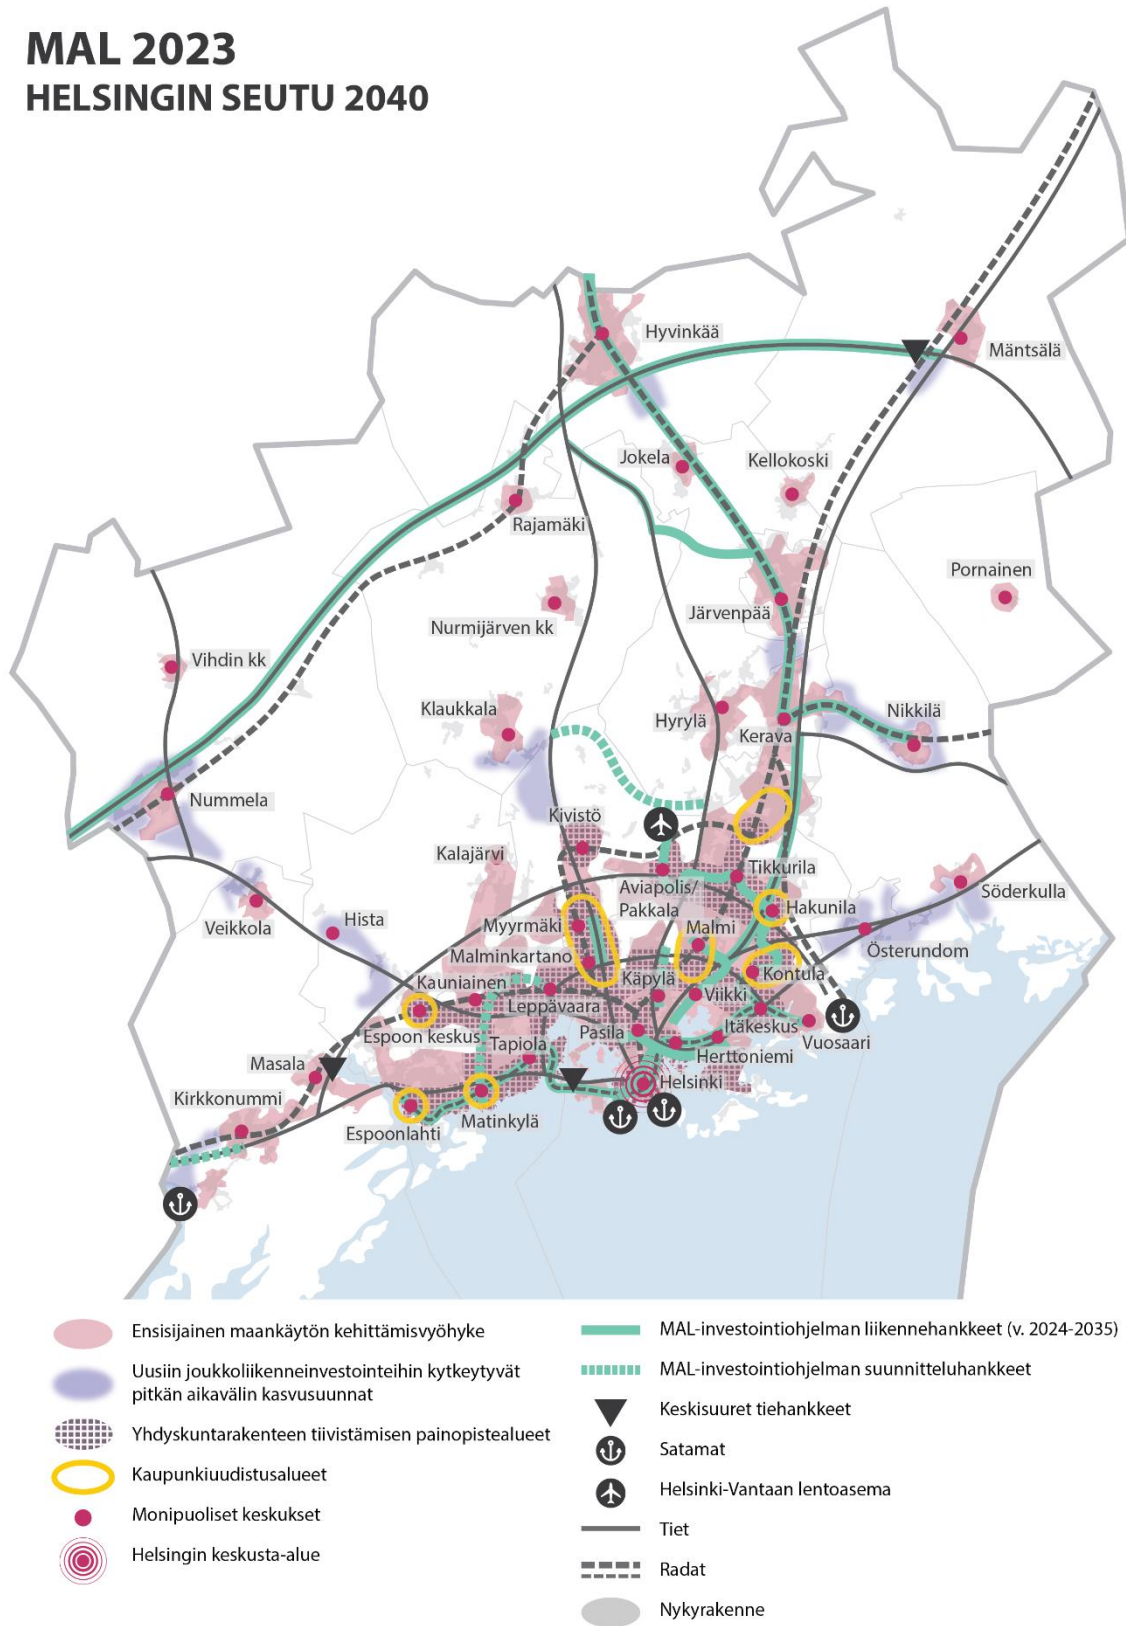 MAL 2023
HELSINGIN SEUTU 2040
Hyvinkää
Mäntsälä
Jokela
Kellokoski
Rajamäki
Pornainen
Nurmijärven kk
Järvenpää
Vihdin kk
Klaukkala
Hyrylä
Nikkilä
Kerava
Nummela
Kivistö
Kalajärvi
Tikkurila
Aviapolis/
Pakkala
Söderkulla
Hakunila
Veikkola
Hista
Myyrmäki
Malmi
Österundom
Malminkartano
Kontula
Kauniainen
Käpylä
Leppävaara
Viikki
Espoon keskus
Pasila
Itäkeskus
Vuosaari
Tapiola
Herttoniemi
Masala
Helsinki
Kirkkonummi
Matinkylä
Espoonlahti
Ensisijainen maankäytön kehittämisvyöhyke
Uusiin joukkoliikenneinvestointeihin kytkeytyvät
pitkän aikavälin kasvusuunnat
Yhdyskuntarakenteen tiivistämisen painopistealueet
Kaupunkiuudistusalueet
Monipuoliset keskukset
Helsingin keskusta-alue
MAL-investointiohjelman liikennehankkeet (v. 2024-2035)
MAL-investointiohjelman suunnitteluhankkeet
Keskisuuret tiehankkeet
Satamat
Helsinki-Vantaan lentoasema
Tiet
Radat
Nykyrakenne